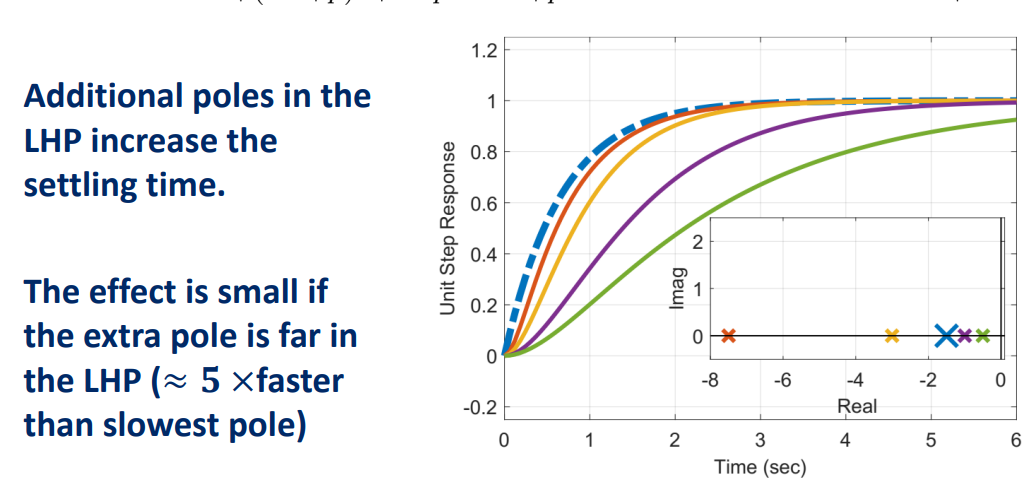 Additional poles in the
LHP increase the
settling time.
The effect is small if
the extra pole is far in
the LHP (≈ 5 ×faster
than slowest pole)
Unit Step Response
1.2
1
0.8
0.6
0.4
0.2
0
-0.2
0 1 2 3 4 5 6
Time (sec)
Imag
2
1
0
-8 -6 -4 -2 0
Real